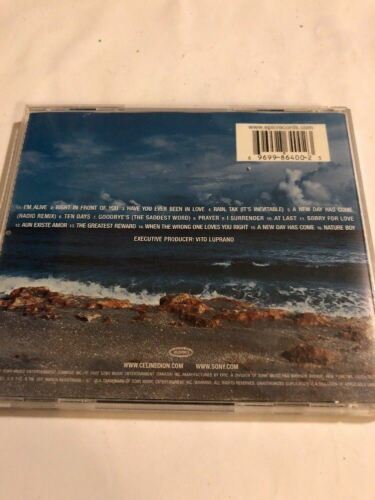 www.epicrecords.com
6 9699-86400-2 5
1. I'M ALIVE 2. RIGHT IN FRONT OF YOU 3. HAVE YOU EVER BEEN IN LOVE 4. RAIN, TAX (IT'S INEVITABLE) 5. A NEW DAY HAS COME
(RADIO REMIX) 6. TEN DAYS 7. GOODBYE'S (THE SADDEST WORD) 8. PRAYER 9. I SURRENDER 10. AT LAST 11. SORRY FOR LOVE
12. AUN EXISTE AMOR 13. THE GREATEST REWARD 14. WHEN THE WRONG ONE LOVES YOU RIGHT 15. A NEW DAY HAS COME 16. NATURE BOY
EXECUTIVE PRODUCER: VITO LUPRANO
WWW.CELINEDION.COM WWW.SONY.COM